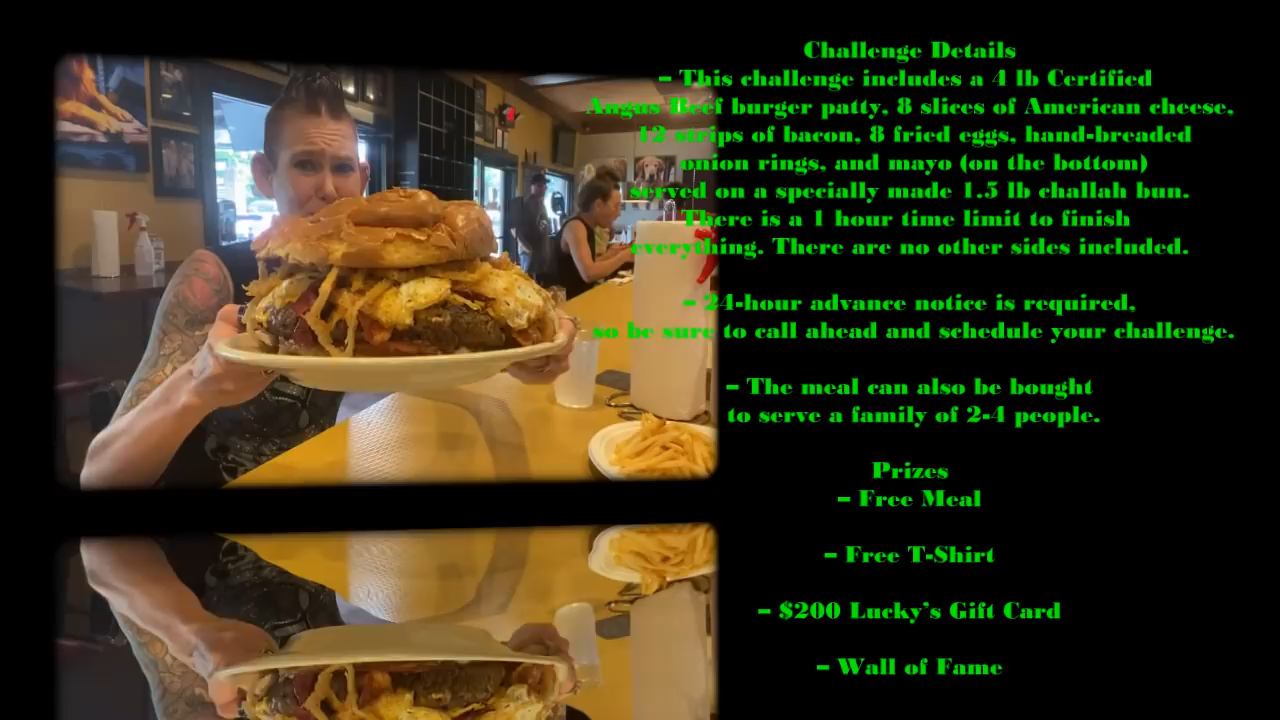 Challenge Details
- This challenge includes a 4 lb Certified
Angus Beef burger patty, 8 slices of American cheese,
12 strips of bacon, 8 fried eggs, hand-breaded
onion rings, and mayo (on the bottom)
served on a specially made 1.5 lb challah bun.
There is a 1 hour time limit to finish
everything. There are no other sides included.
- 24-hour advance notice is required,
so be sure to call ahead and schedule your challenge.
- The meal can also be bought
to serve a family of 2-4 people.
Prizes
- Free Meal
- Free T-Shirt
- $200 Lucky's Gift Card
- Wall of Fame